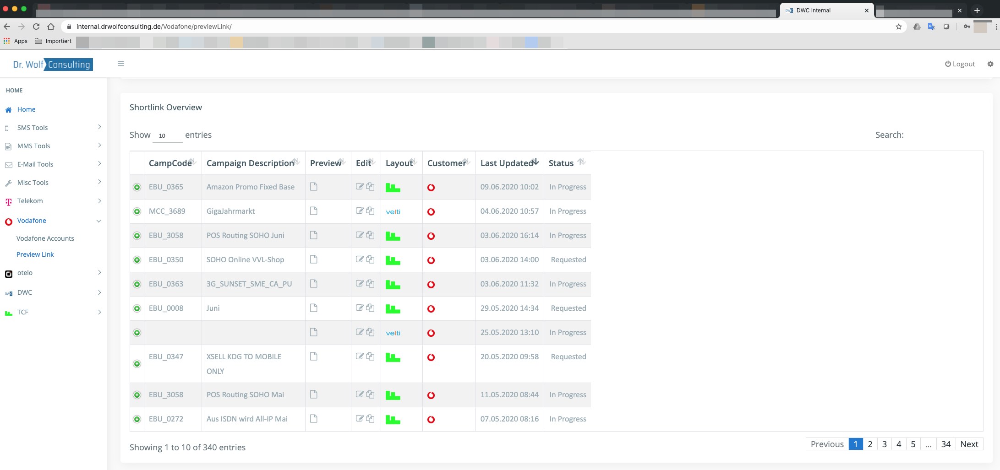 DWC Internal
internal.drwolfconsulting.de/Vodafone/previewLink/
Apps Importiert
Dr. Wolf Consulting
Logout
HOME
Home
SMS Tools
MMS Tools
E-Mail Tools
Misc Tools
Telekom
Vodafone
Vodafone Accounts
Preview Link
otelo
DWC
TCF
Shortlink Overview
Show 10 entries
Search:
CampCode Campaign Description Preview Edit Layout Customer Last Updated Status
EBU_0365 Amazon Promo Fixed Base 09.06.2020 10:02 In Progress
MCC_3689 GigaJahrmarkt velti 04.06.2020 10:57 In Progress
EBU_3058 POS Routing SOHO Juni 03.06.2020 16:14 In Progress
EBU_0350 SOHO Online VVL-Shop 03.06.2020 14:00 Requested
EBU_0363 3G_SUNSET_SME_CA_PU 03.06.2020 11:32 In Progress
EBU_0008 Juni 29.05.2020 14:34 Requested
velti 25.05.2020 13:10 In Progress
EBU_0347 XSELL KDG TO MOBILE 20.05.2020 09:58 Requested
ONLY
EBU_3058 POS Routing SOHO Mai 11.05.2020 08:44 In Progress
EBU_0272 Aus ISDN wird All-IP Mai 07.05.2020 08:16 In Progress
Showing 1 to 10 of 340 entries
Previous 1 2 3 4 5 ... 34 Next